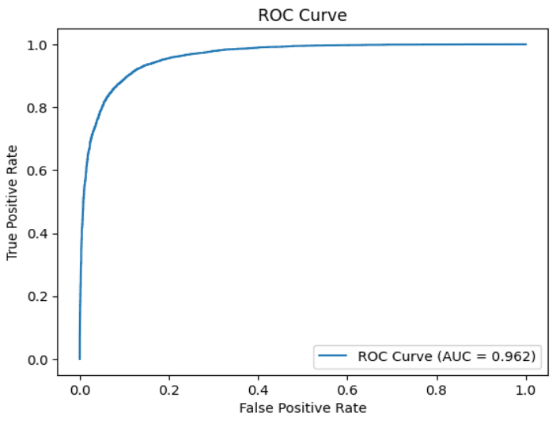 ROC Curve
True Positive Rate
1.0
0.8
0.6
0.4
0.2
0.0
ROC Curve (AUC = 0.962)
0.0 0.2 0.4 0.6 0.8 1.0
False Positive Rate